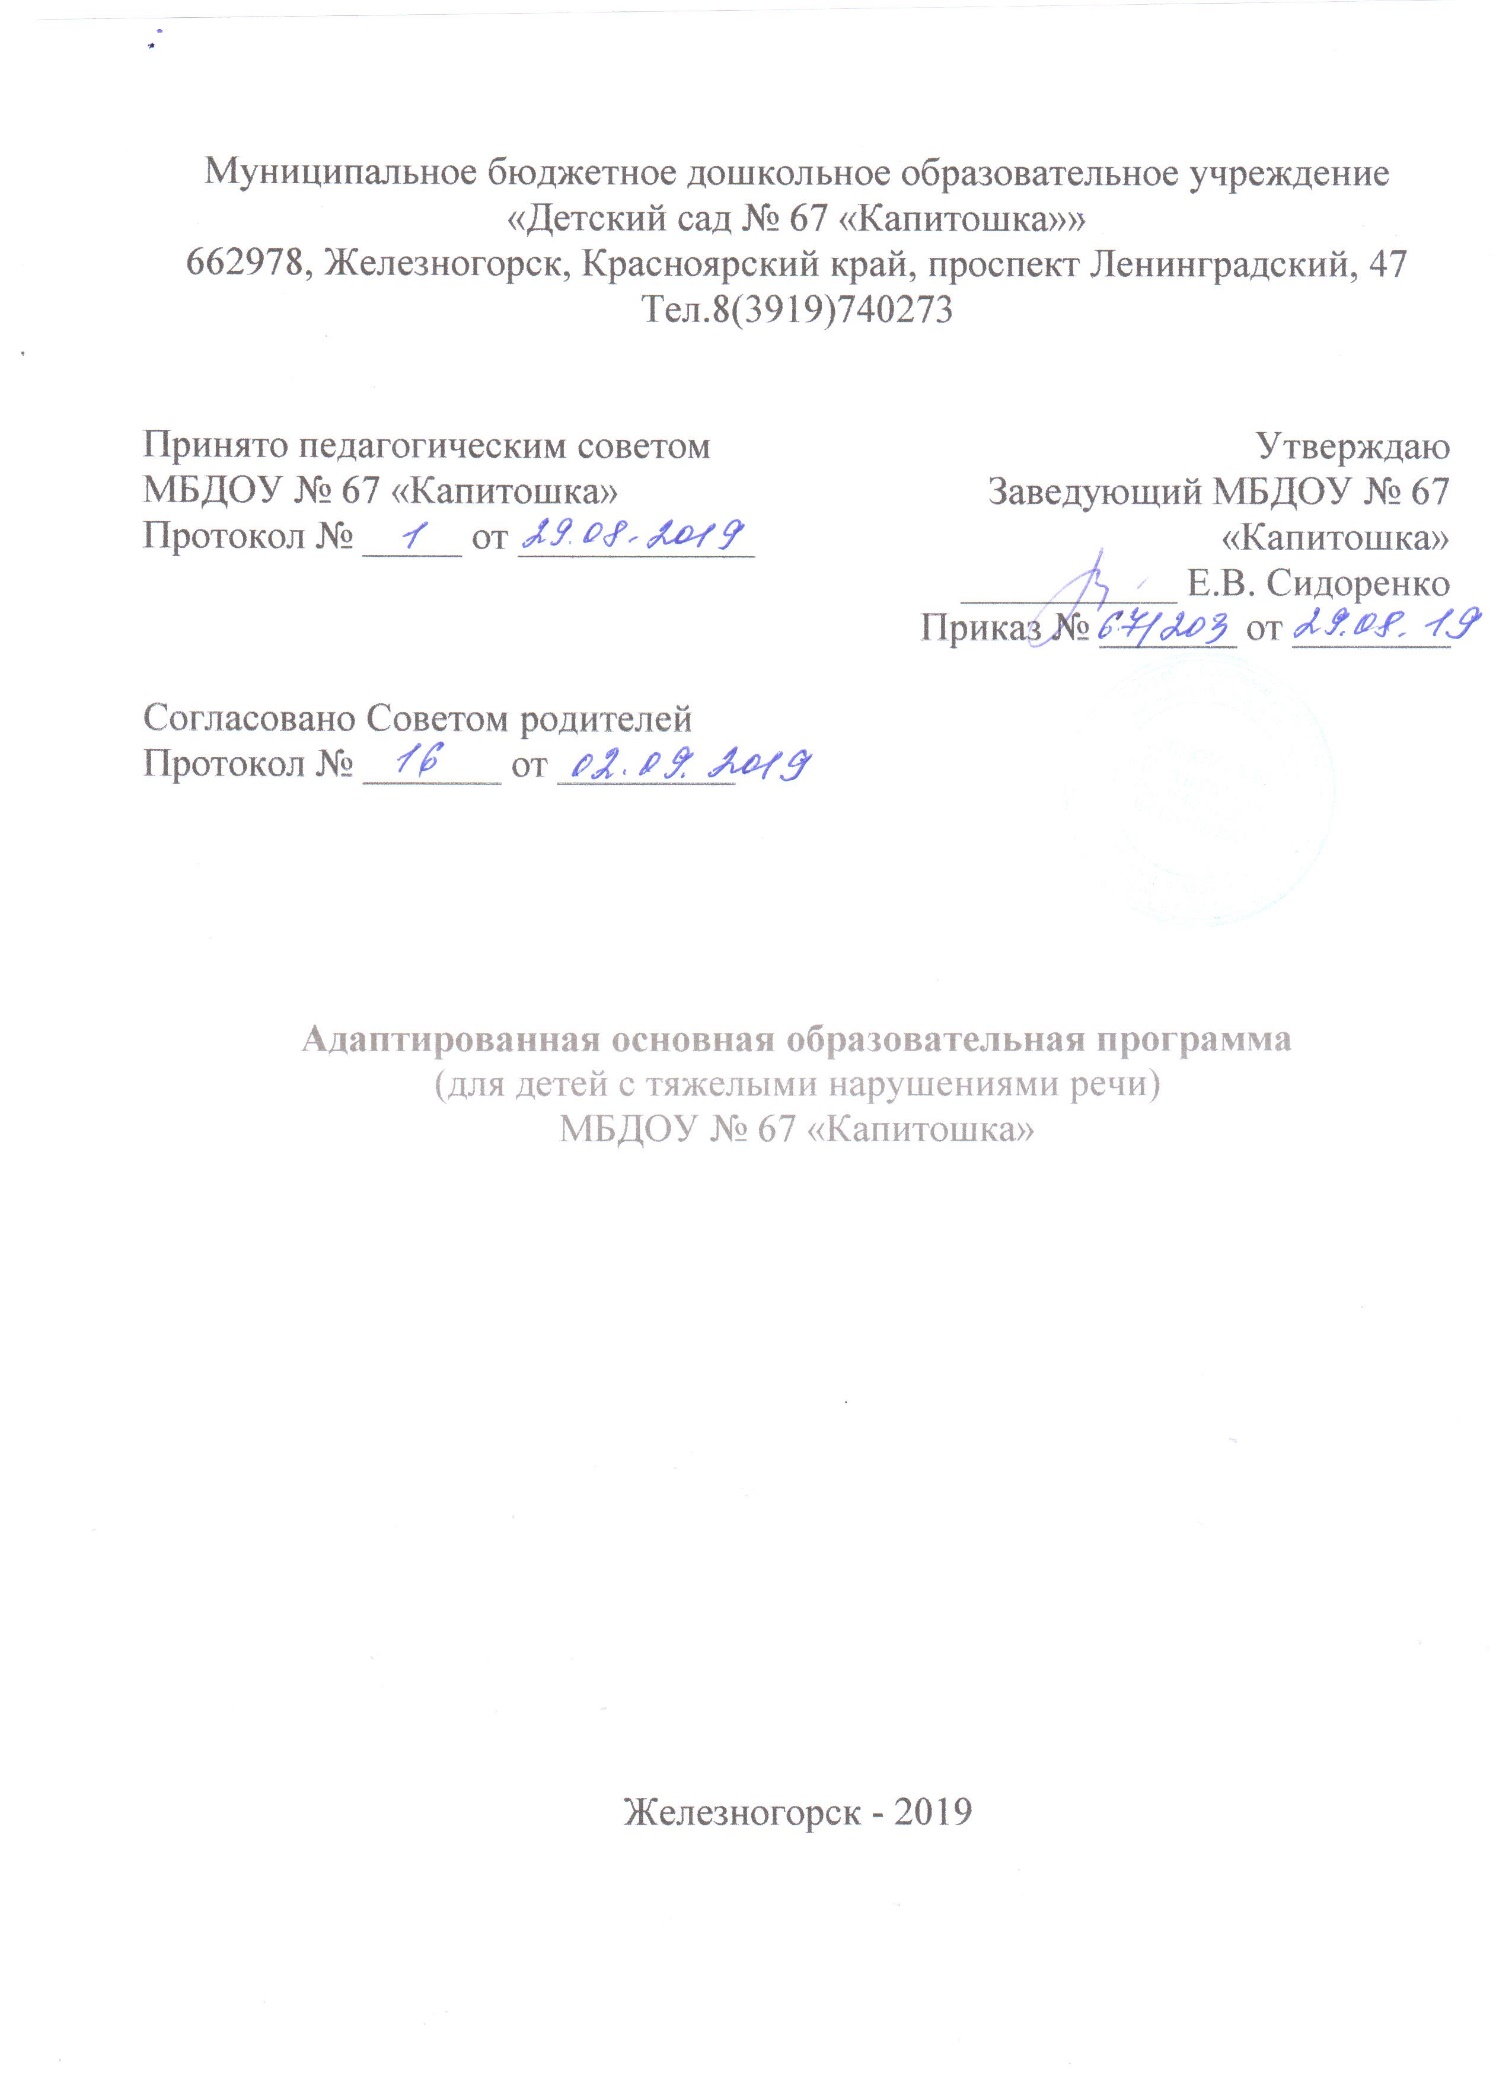 Муниципальное бюджетное дошкольное образовательное учреждение
«Детский сад № 67 «Капитошка»»
662978, Железногорск, Красноярский край, проспект Ленинградский, 47
Тел.8(3919)740273
Принято педагогическим советом
МБДОУ № 67 «Капитошка»
Протокол № 1 от 29.08.2019
Утверждаю
Заведующий МБДОУ № 67
«Капитошка»
Е.В. Сидоренко
Приказ № 67/203 от 29.08.19
Согласовано Советом родителей
Протокол № 16 от 02.09.2019
Адаптированная основная образовательная программа
(для детей с тяжелыми нарушениями речи)
МБДОУ № 67 «Капитошка»
Железногорск - 2019